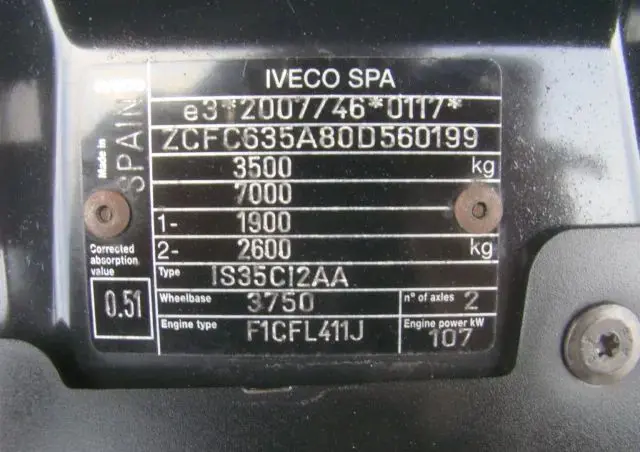 IVECO SPA
e3*2007/46*0117*
ZCFC635A80D560199
3500 kg
7000
1- 1900
2- 2600 kg
Type IS35CI2AA
Wheelbase 3750 n° of axles 2
Engine type F1CFL411J Engine power kW 107
Made in SPAIN
Corrected
absorption
value
0.51